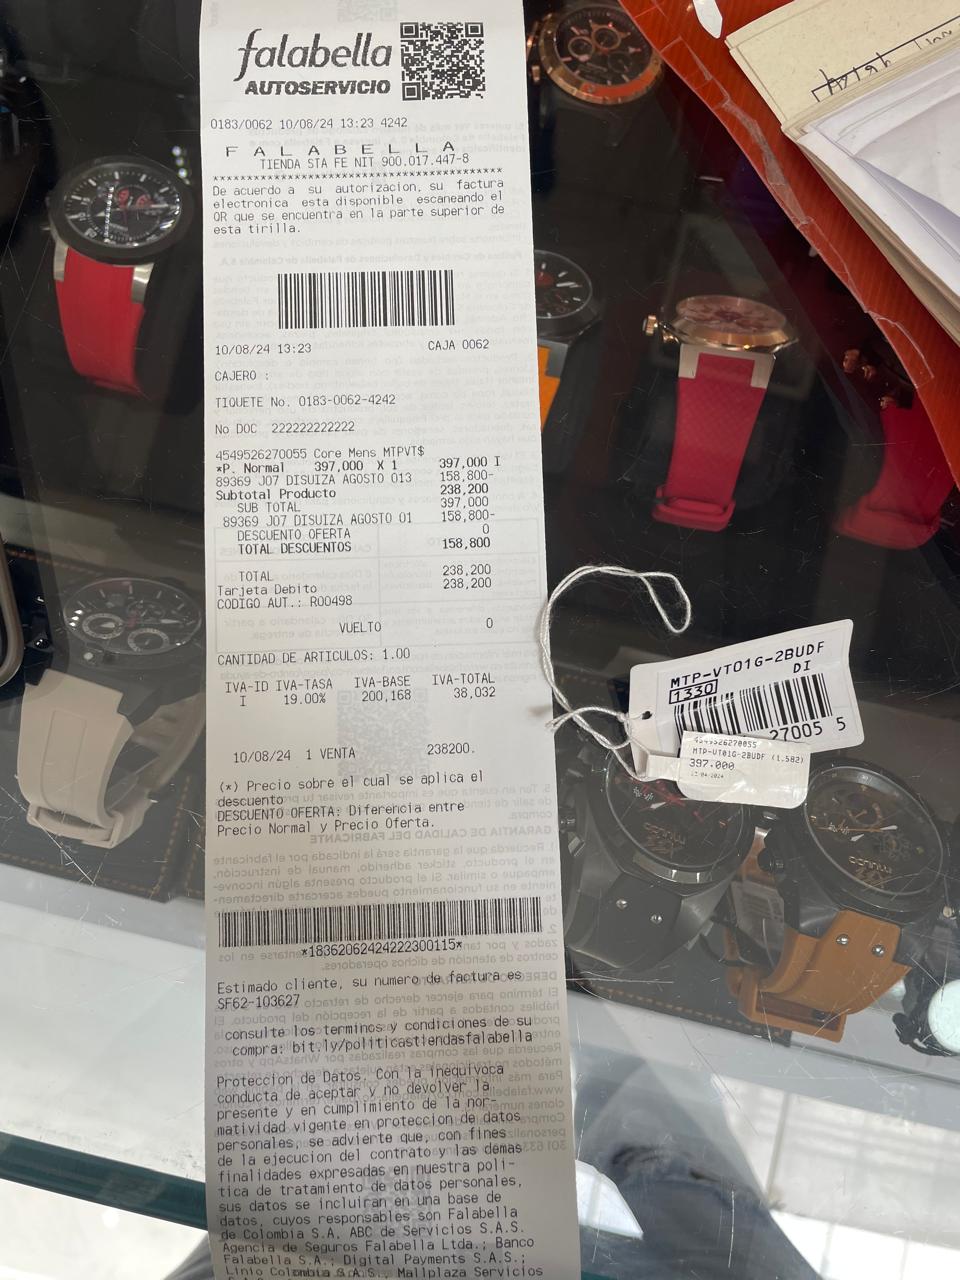 falabella
AUTOSERVICIO
0183/0062 10/08/24 13:23 4242
F A L A B E L L A
TIENDA STA FE NIT 900.017.447-8
De acuerdo a su autorizacion, su factura
electronica esta disponible escaneando el
QR que se encuentra en la parte superior de
esta tirilla.
10/08/24 13:23 CAJA 0062
CAJERO :
TIQUETE No. 0183-0062-4242
No DOC 222222222222
4549526270055 Core Mens MTPVT$
*P. Normal 397,000 X 1 397,000 I
89369 J07 DISUIZA AGOSTO 013 158,800-
Subtotal Producto 238,200
SUB TOTAL 397,000
89369 J07 DISUIZA AGOSTO 01 158,800-
DESCUENTO OFERTA 0
TOTAL DESCUENTOS 158,800
TOTAL 238,200
Tarjeta Debito 238,200
CODIGO AUT.: R00498
VUELTO 0
CANTIDAD DE ARTICULOS: 1.00
IVA-ID IVA-TASA IVA-BASE IVA-TOTAL
I 19.00% 200,168 38,032
10/08/24 1 VENTA 238200.
(*) Precio sobre el cual se aplica el
descuento
DESCUENTO OFERTA: Diferencia entre
Precio Normal y Precio Oferta.
*18362062424222300115*
Estimado cliente, su numero de factura es
SF62-103627
consulte los terminos y condiciones de su
compra: bit.ly/politicastiendasfalabella
Proteccion de Datos. Con la inequivoca
conducta de aceptar y no devolver la
presente y en cumplimiento de la nor-
matividad vigente en proteccion de datos
personales, se advierte que, con fines
de la ejecucion del contrato y las demas
finalidades expresadas en nuestra poli-
tica de tratamiento de datos personales,
sus datos se incluiran en una base de
datos, cuyos responsables son Falabella
de Colombia S.A, ABC de Servicios S.A.S.
Agencia de Seguros Falabella Ltda.; Banco
Falabella S.A.; Digital Payments S.A.S.;
Linio Colombia S.A.S., Mallplaza Servicios
MTP-VT01G-2BUDF
DI
1330
27005 5
4549526270055
MTP-VT01G-2BUDF (1.582)
397.000